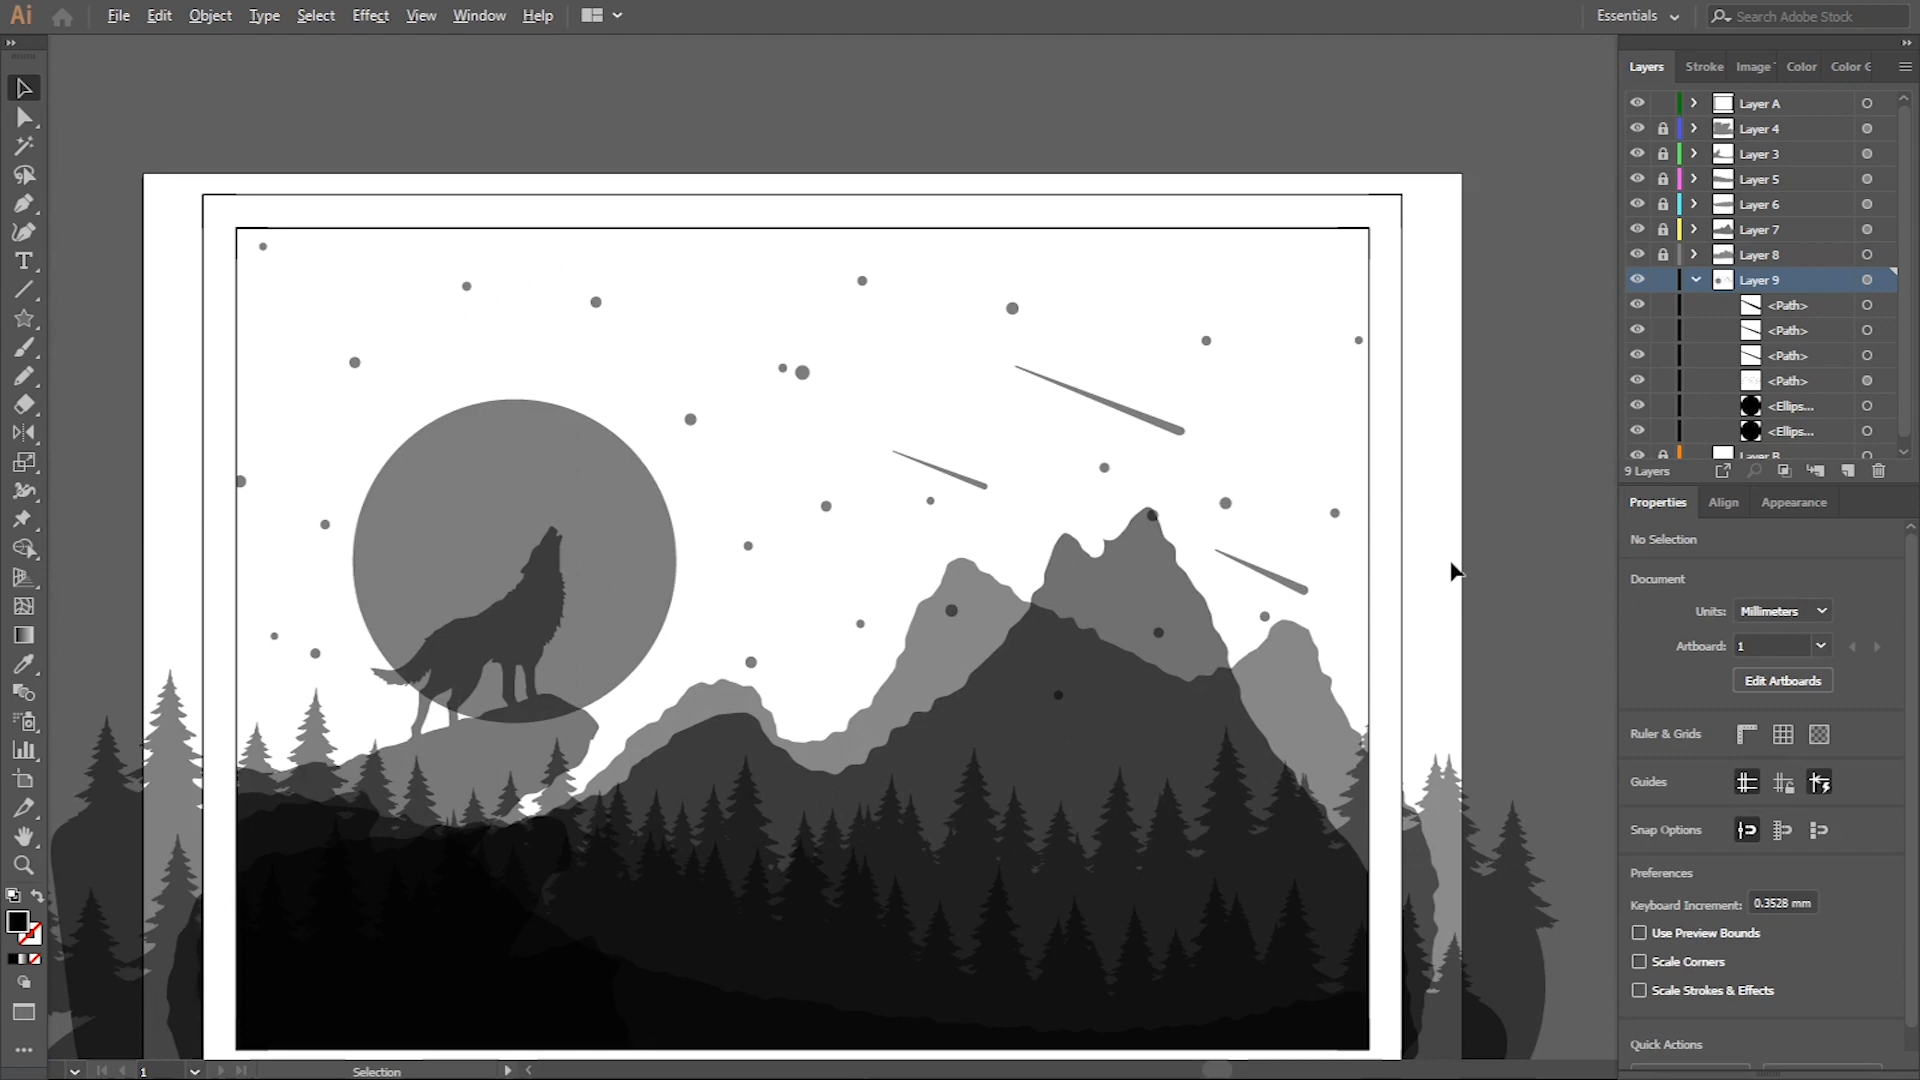 Ai File Edit Object Type Select Effect View Window Help Essentials Search Adobe Stock
Layers Stroke Image Color Color G
Layer A
Layer 4
Layer 3
Layer 5
Layer 6
Layer 7
Layer 8
Layer 9
<Path>
<Path>
<Path>
<Path>
<Ellips...
<Ellips...
Layer B
9 Layers
Properties Align Appearance
No Selection
Document
Units: Millimeters
Artboard: 1
Edit Artboards
Ruler & Grids
Guides
Snap Options
Preferences
Keyboard Increment: 0.3528 mm
Use Preview Bounds
Scale Corners
Scale Strokes & Effects
Quick Actions
1 Selection